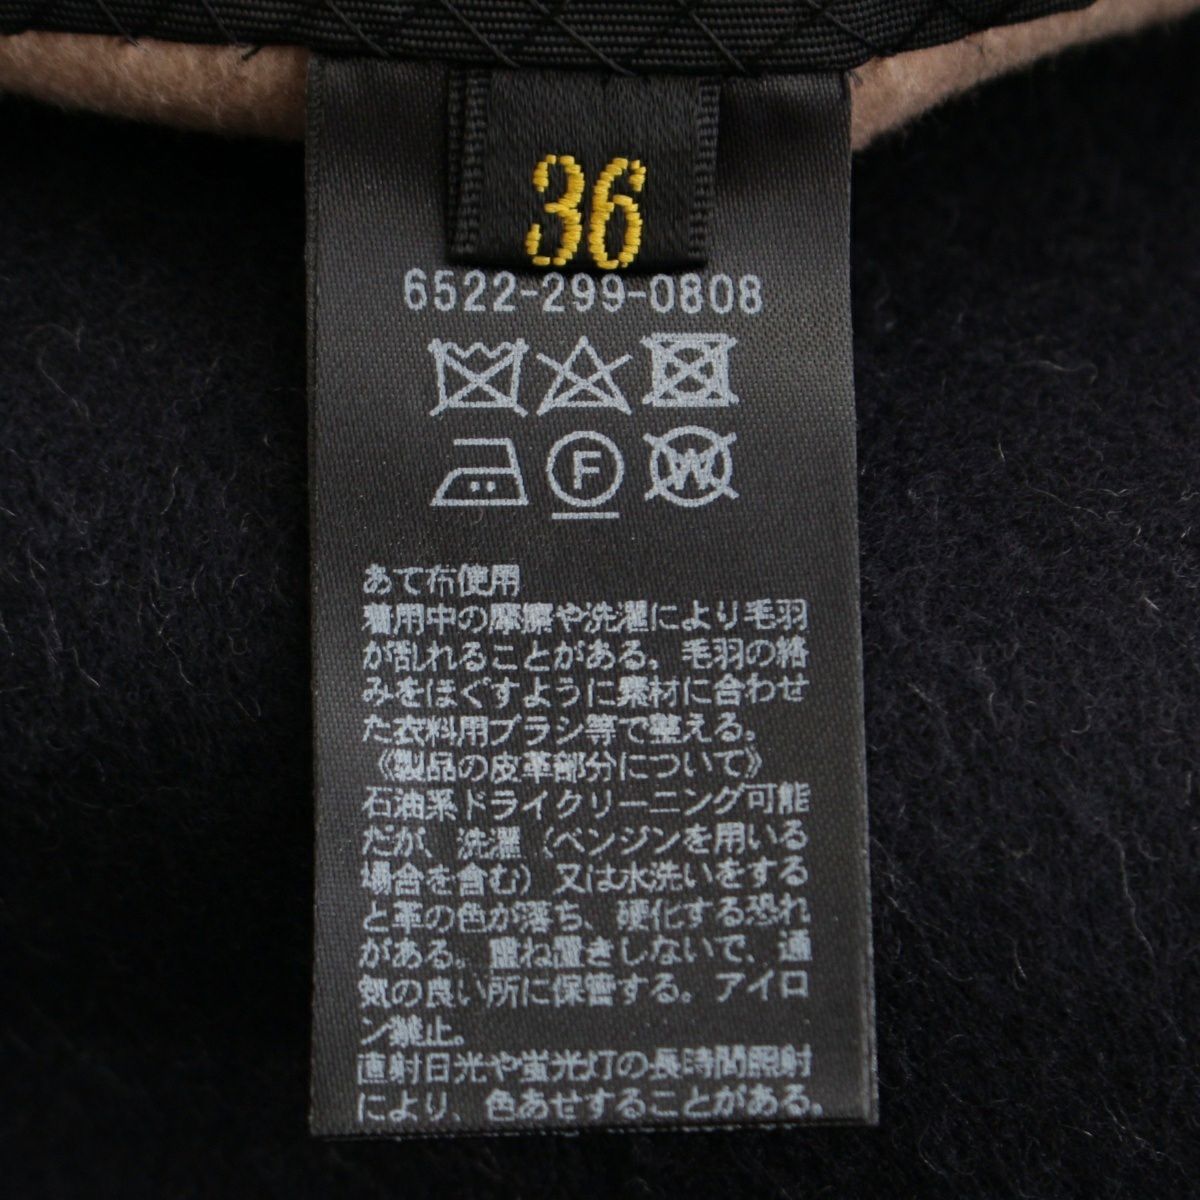 36
6522-299-0808
F
W
あて布使用
着用中の摩擦や洗濯により毛羽
が乱れることがある。毛羽の絡
みをほぐすように素材に合わせ
た衣料用ブラシ等で整える。
《製品の皮革部分について》
石油系ドライクリーニング可能
だが、洗濯（ベンジンを用いる
場合を含む）又は水洗いをする
と革の色が落ち、硬化する恐れ
がある。重ね置きしないで、通
気の良い所に保管する。アイロ
ン禁止。
直射日光や蛍光灯の長時間照射
により、色あせすることがある。